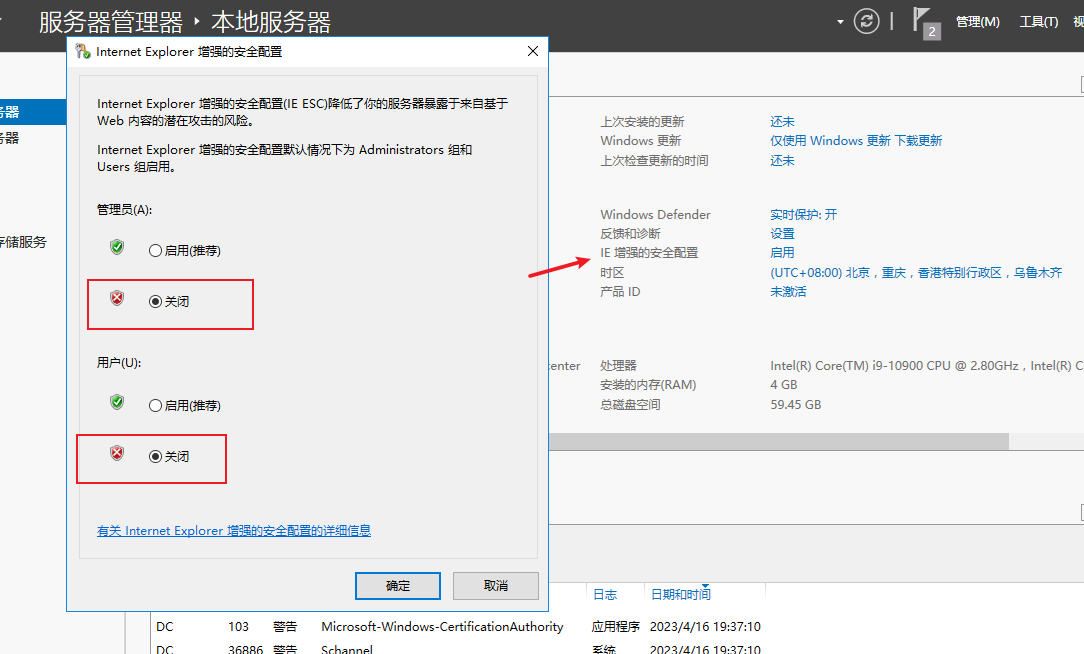 服务器管理器 ‣ 本地服务器
2
管理(M)
工具(T)
Internet Explorer 增强的安全配置
Internet Explorer 增强的安全配置(IE ESC)降低了你的服务器暴露于来自基于
Web 内容的潜在攻击的风险。
Internet Explorer 增强的安全配置默认情况下为 Administrators 组和
Users 组启用。
管理员(A):
启用(推荐)
关闭
用户(U):
启用(推荐)
关闭
有关 Internet Explorer 增强的安全配置的详细信息
确定
取消
务器
存储服务
上次安装的更新 还未
Windows 更新 仅使用 Windows 更新 下载更新
上次检查更新的时间 还未
Windows Defender 实时保护: 开
反馈和诊断 设置
IE 增强的安全配置 启用
时区 (UTC+08:00) 北京，重庆，香港特别行政区，乌鲁木齐
产品 ID 未激活
center 处理器 Intel(R) Core(TM) i9-10900 CPU @ 2.80GHz，Intel(R) C
安装的内存(RAM) 4 GB
总磁盘空间 59.45 GB
日志 日期和时间
DC 103 警告 Microsoft-Windows-CertificationAuthority 应用程序 2023/4/16 19:37:10
DC 36886 警告 Schannel 系统 2023/4/16 19:37:10